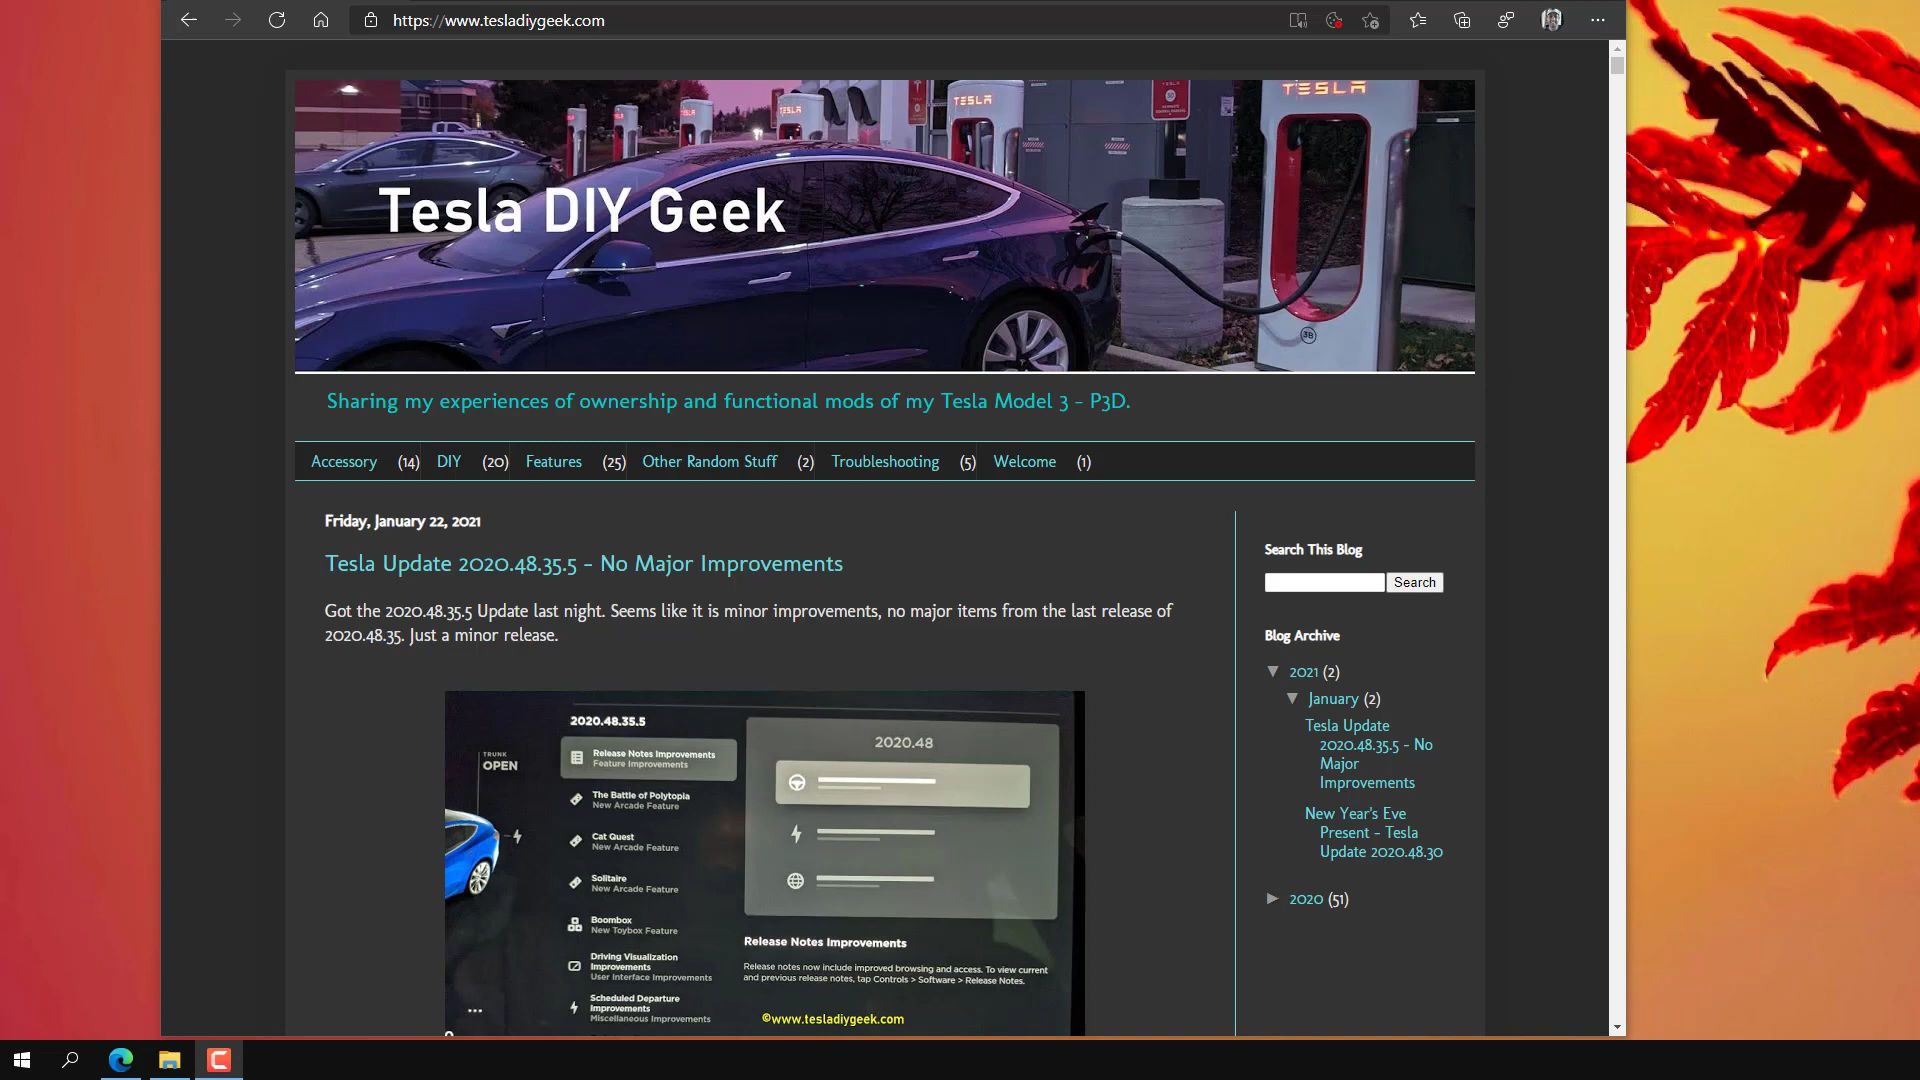 https://www.tesladiygeek.com
TESLA
TESLA
TESLA
Tesla DIY Geek
3B
Sharing my experiences of ownership and functional mods of my Tesla Model 3 - P3D.
Accessory (14) DIY (20) Features (25) Other Random Stuff (2) Troubleshooting (5) Welcome (1)
Friday, January 22, 2021
Tesla Update 2020.48.35.5 - No Major Improvements
Got the 2020.48.35.5 Update last night. Seems like it is minor improvements, no major items from the last release of
2020.48.35. Just a minor release.
TRUNK
OPEN
2020.48.35.5
Release Notes Improvements
Feature Improvements
The Battle of Polytopia
New Arcade Feature
Cat Quest
New Arcade Feature
Solitaire
New Arcade Feature
Boombox
New Toybox Feature
Driving Visualization
Improvements
User Interface Improvements
Scheduled Departure
Improvements
Miscellaneous Improvements
2020.48
Release Notes Improvements
Release notes now include improved browsing and access. To view current
and previous release notes, tap Controls > Software > Release Notes.
©www.tesladiygeek.com
Search This Blog
Search
Blog Archive
▼ 2021 (2)
▼ January (2)
Tesla Update
2020.48.35.5 - No
Major
Improvements
New Year's Eve
Present - Tesla
Update 2020.48.30
► 2020 (51)